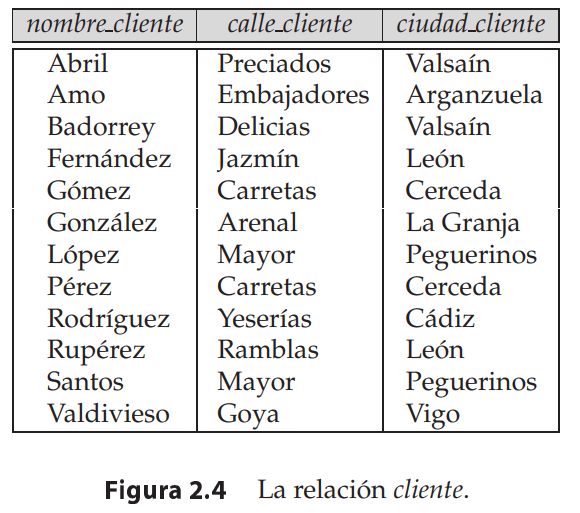 nombre_cliente calle_cliente ciudad_cliente
Abril Preciados Valsaín
Amo Embajadores Arganzuela
Badorrey Delicias Valsaín
Fernández Jazmín León
Gómez Carretas Cerceda
González Arenal La Granja
López Mayor Peguerinos
Pérez Carretas Cerceda
Rodríguez Yeserías Cádiz
Rupérez Ramblas León
Santos Mayor Peguerinos
Valdivieso Goya Vigo
Figura 2.4 La relación cliente.